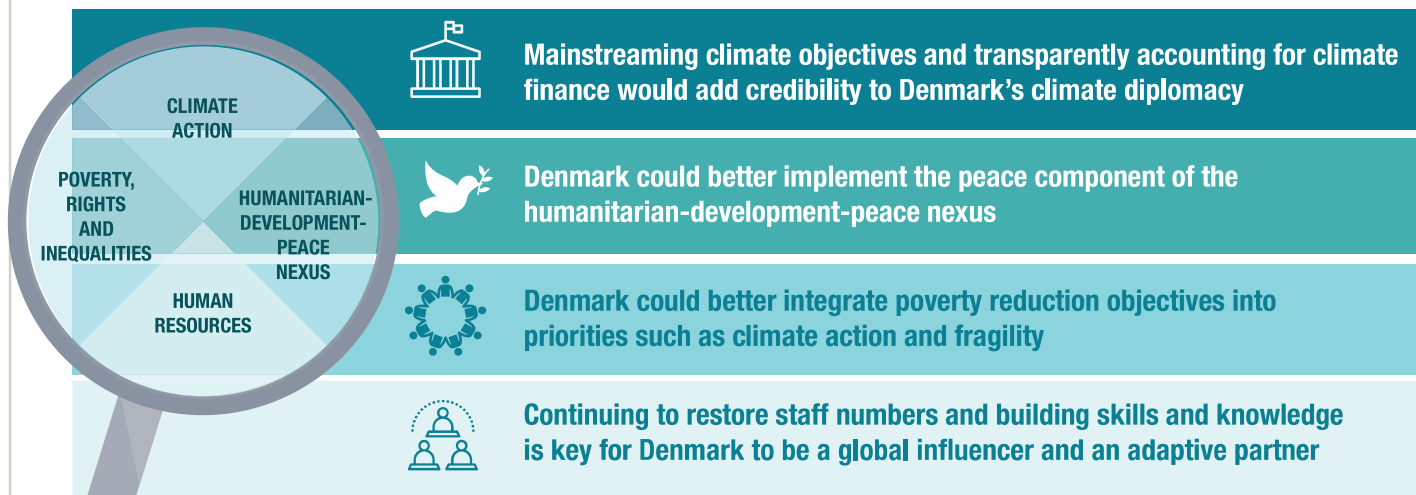 CLIMATE
ACTION
POVERTY,
RIGHTS
AND
INEQUALITIES
HUMANITARIAN-
DEVELOPMENT-
PEACE
NEXUS
HUMAN
RESOURCES
Mainstreaming climate objectives and transparently accounting for climate
finance would add credibility to Denmark’s climate diplomacy
Denmark could better implement the peace component of the
humanitarian-development-peace nexus
Denmark could better integrate poverty reduction objectives into
priorities such as climate action and fragility
Continuing to restore staff numbers and building skills and knowledge
is key for Denmark to be a global influencer and an adaptive partner